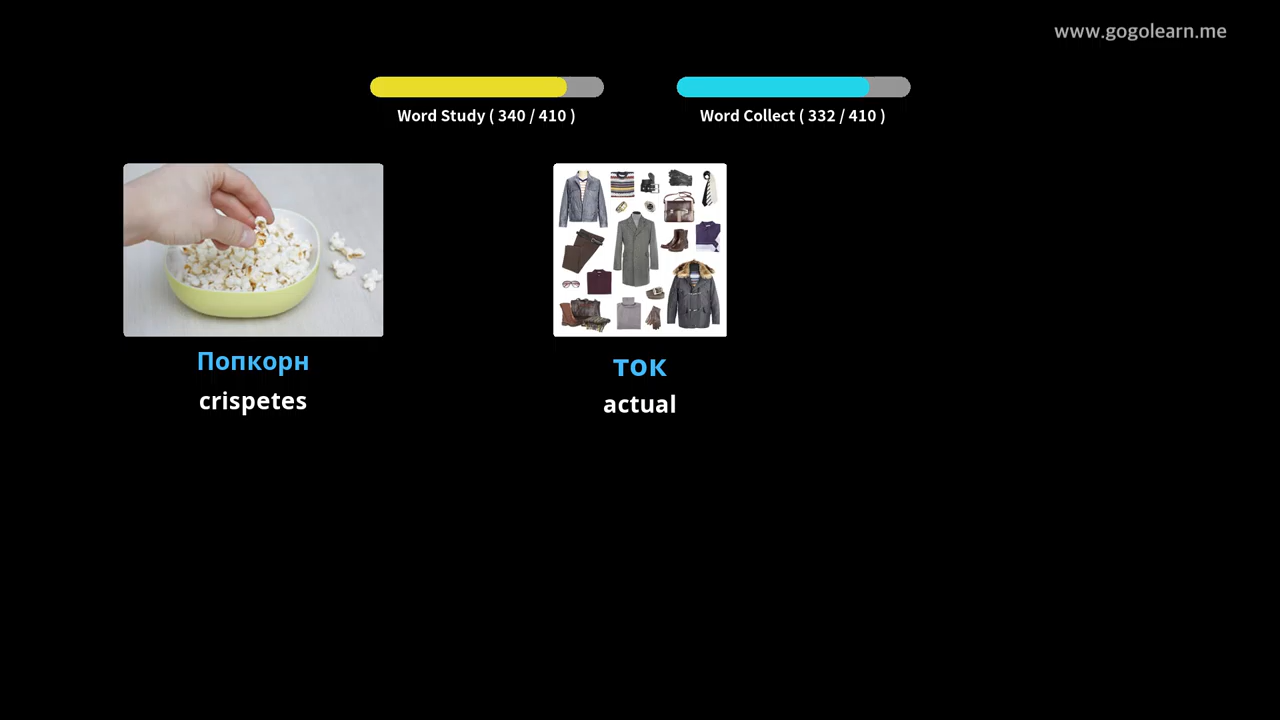 www.gogolearn.me
Word Study ( 340 / 410 )
Word Collect ( 332 / 410 )
Попкорн
crispetes
ток
actual